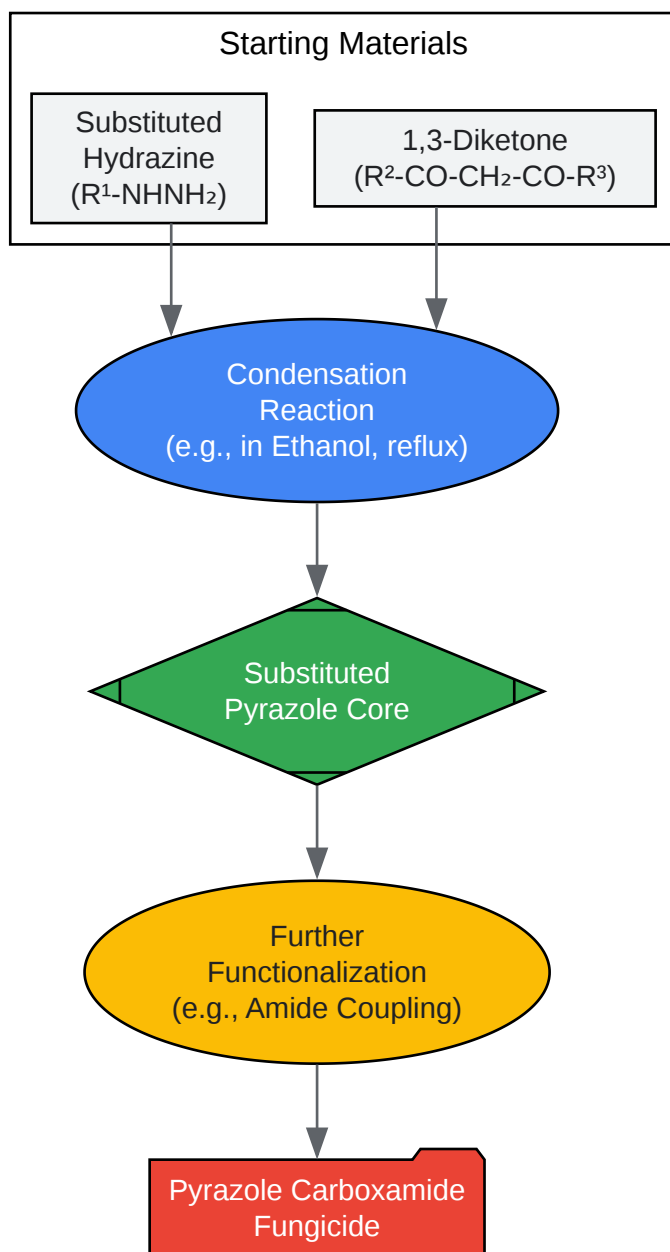 Starting Materials
Substituted
Hydrazine
(R¹-NHNH₂)
1,3-Diketone
(R²-CO-CH₂-CO-R³)
Condensation
Reaction
(e.g., in Ethanol, reflux)
Substituted
Pyrazole Core
Further
Functionalization
(e.g., Amide Coupling)
Pyrazole Carboxamide
Fungicide